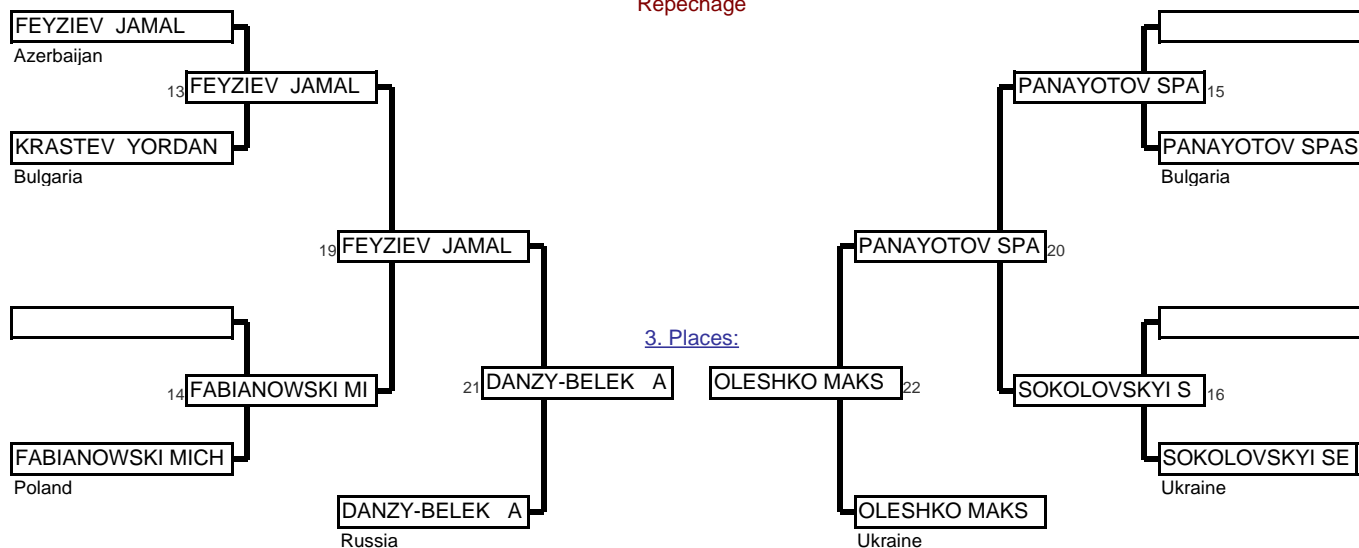 Repechage
FEYZIEV JAMAL
Azerbaijan
13 FEYZIEV JAMAL
PANAYOTOV SPA 15
KRASTEV YORDAN
Bulgaria
PANAYOTOV SPAS
Bulgaria
19 FEYZIEV JAMAL
PANAYOTOV SPA 20
3. Places:
14 FABIANOWSKI MI
21 DANZY-BELEK A
OLESHKO MAKS 22
SOKOLOVSKYI S 16
FABIANOWSKI MICH
Poland
SOKOLOVSKYI SE
Ukraine
DANZY-BELEK A
Russia
OLESHKO MAKS
Ukraine